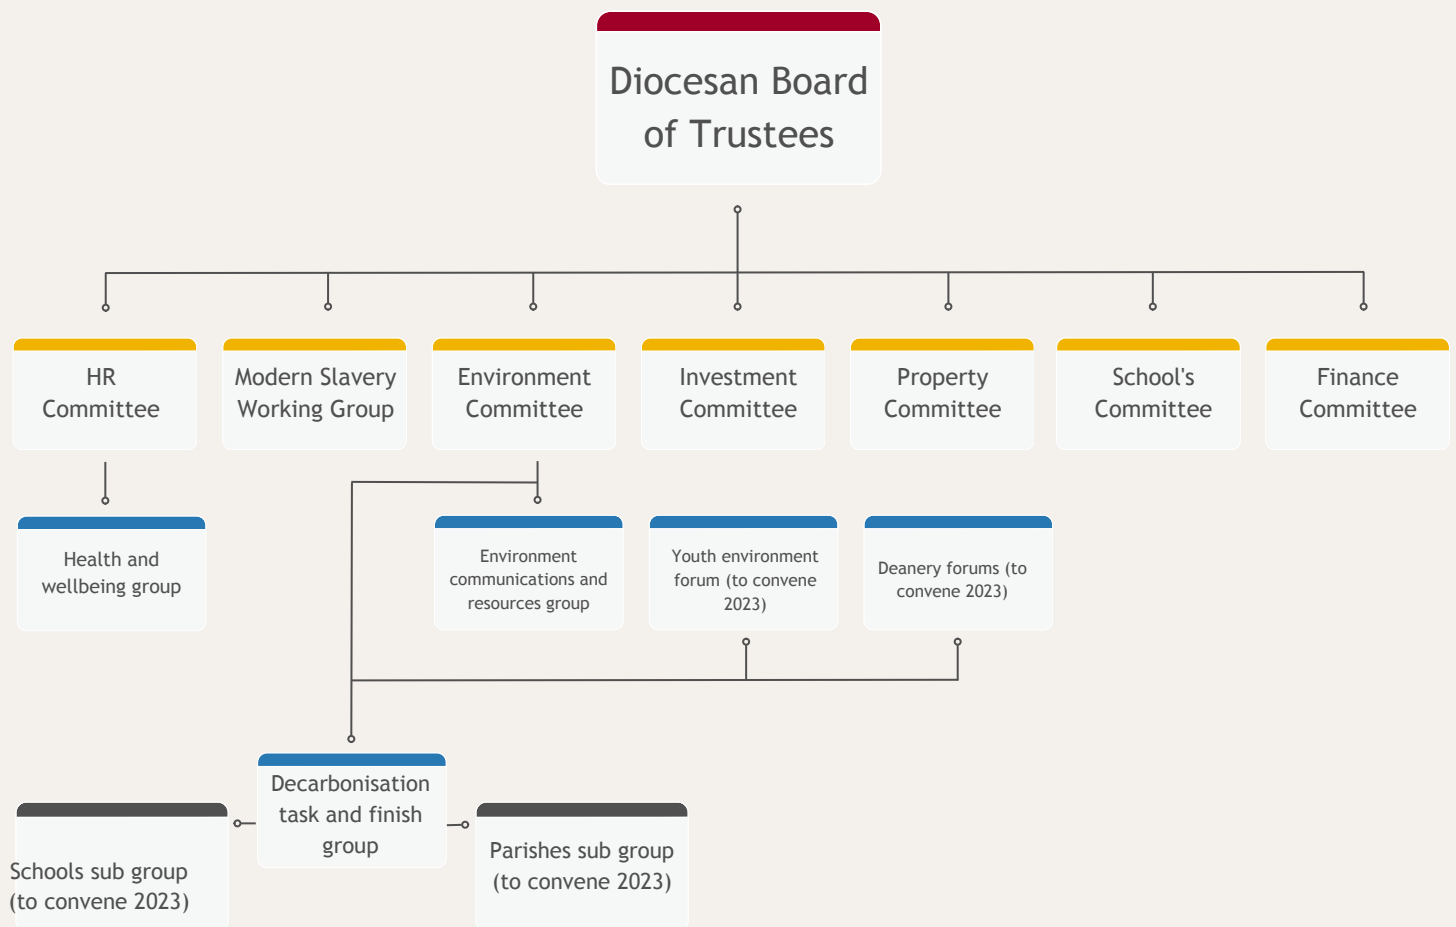 Diocesan Board
of Trustees
HR
Committee
Modern Slavery
Working Group
Environment
Committee
Investment
Committee
Property
Committee
School's
Committee
Finance
Committee
Health and
wellbeing group
Environment
communications and
resources group
Youth environment
forum (to convene
2023)
Deanery forums (to
convene 2023)
Decarbonisation
task and finish
group
Schools sub group
(to convene 2023)
Parishes sub group
(to convene 2023)